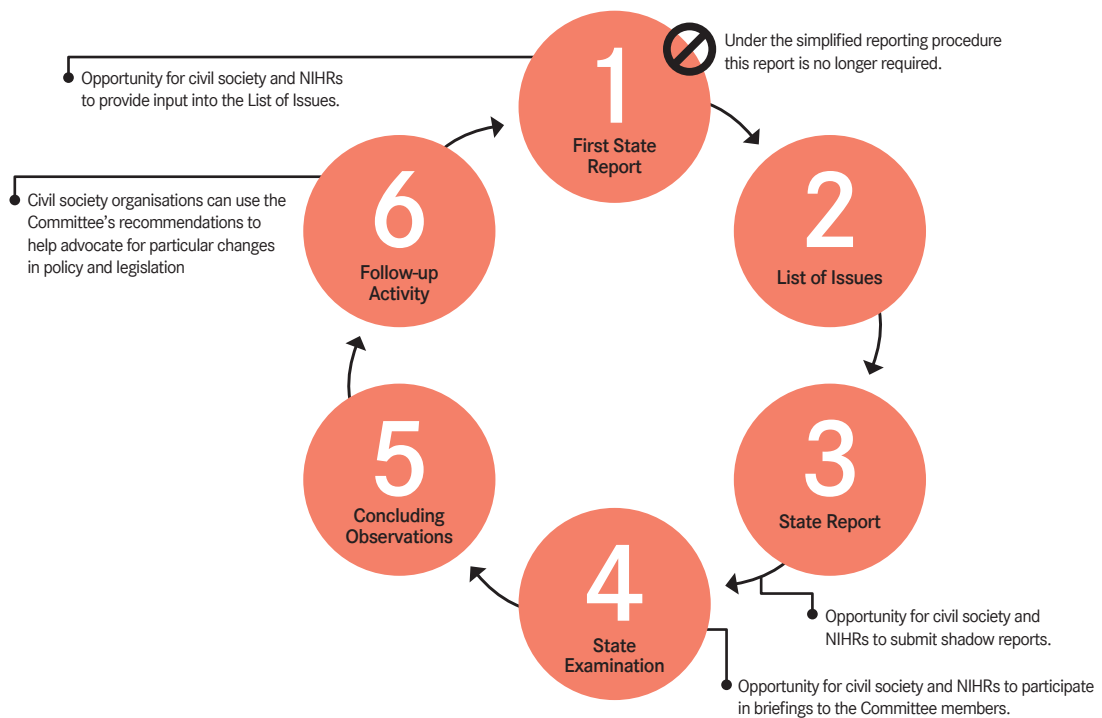 1
First State
Report
Under the simplified reporting procedure
this report is no longer required.
Opportunity for civil society and NIHRs
to provide input into the List of Issues.
2
List of Issues
3
State Report
Opportunity for civil society and
NIHRs to submit shadow reports.
4
State
Examination
Opportunity for civil society and NIHRs to participate
in briefings to the Committee members.
5
Concluding
Observations
6
Follow-up
Activity
Civil society organisations can use the
Committee’s recommendations to
help advocate for particular changes
in policy and legislation